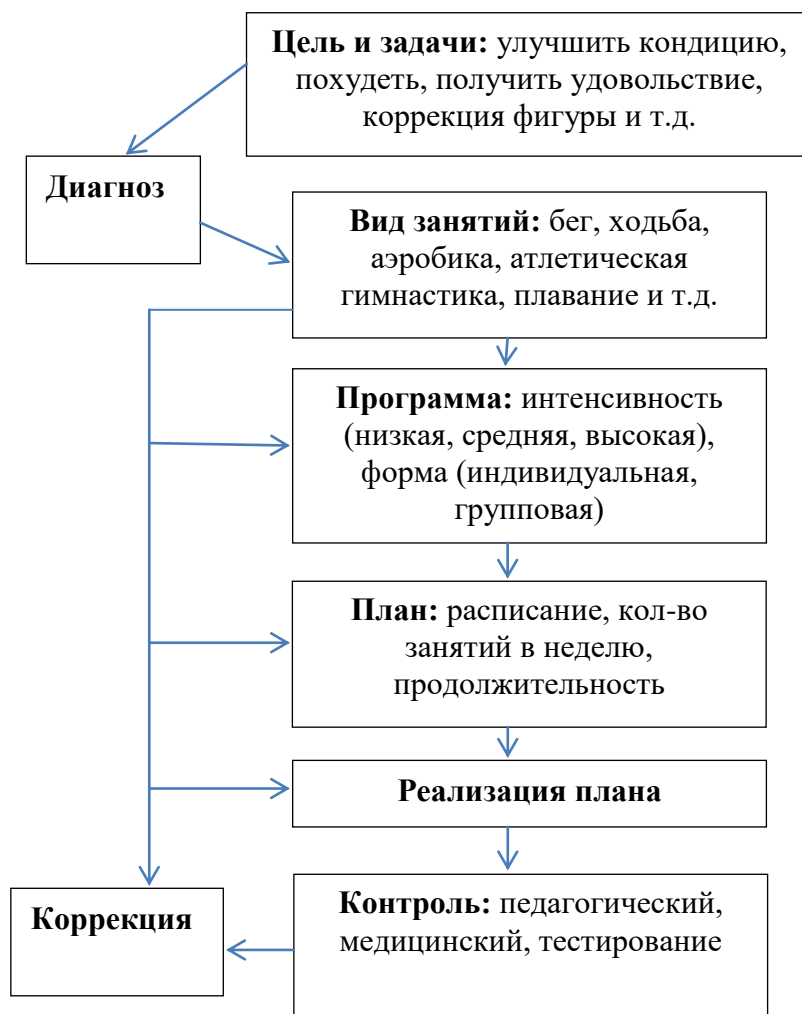 Цель и задачи: улучшить кондицию,
похудеть, получить удовольствие,
коррекция фигуры и т.д.
Диагноз
Вид занятий: бег, ходьба,
аэробика, атлетическая
гимнастика, плавание и т.д.
Программа: интенсивность
(низкая, средняя, высокая),
форма (индивидуальная,
групповая)
План: расписание, кол-во
занятий в неделю,
продолжительность
Реализация плана
Коррекция
Контроль: педагогический,
медицинский, тестирование